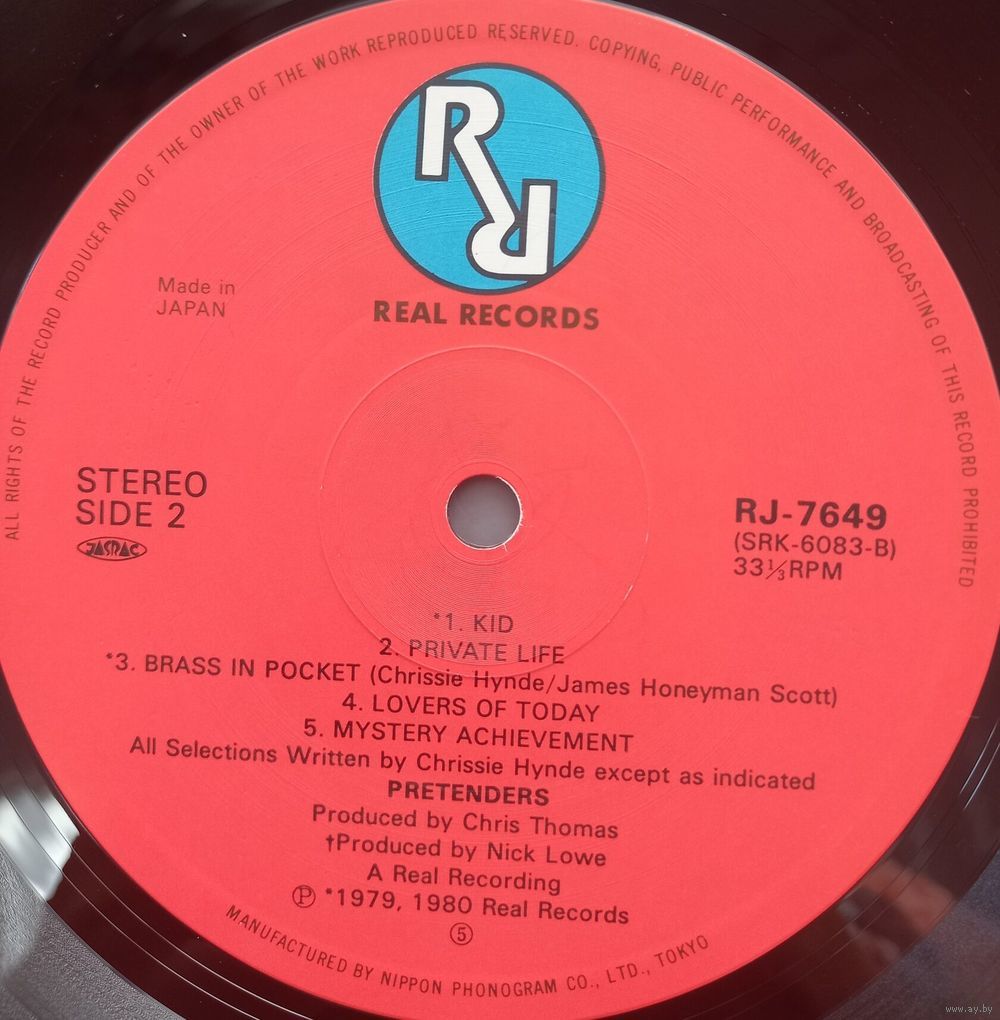 ALL RIGHTS OF THE RECORD PRODUCER AND OF THE OWNER OF THE WORK REPRODUCED RESERVED. COPYING, PUBLIC PERFORMANCE AND BROADCASTING OF THIS RECORD PROHIBITED
RR
REAL RECORDS
Made in
JAPAN
STEREO
SIDE 2
JASRAC
RJ-7649
(SRK-6083-B)
33⅓RPM
*1. KID
2. PRIVATE LIFE
*3. BRASS IN POCKET (Chrissie Hynde/James Honeyman Scott)
4. LOVERS OF TODAY
5. MYSTERY ACHIEVEMENT
All Selections Written by Chrissie Hynde except as indicated
PRETENDERS
Produced by Chris Thomas
†Produced by Nick Lowe
A Real Recording
Ⓟ *1979, 1980 Real Records
⑤
MANUFACTURED BY NIPPON PHONOGRAM CO., LTD., TOKYO
www.ay.by